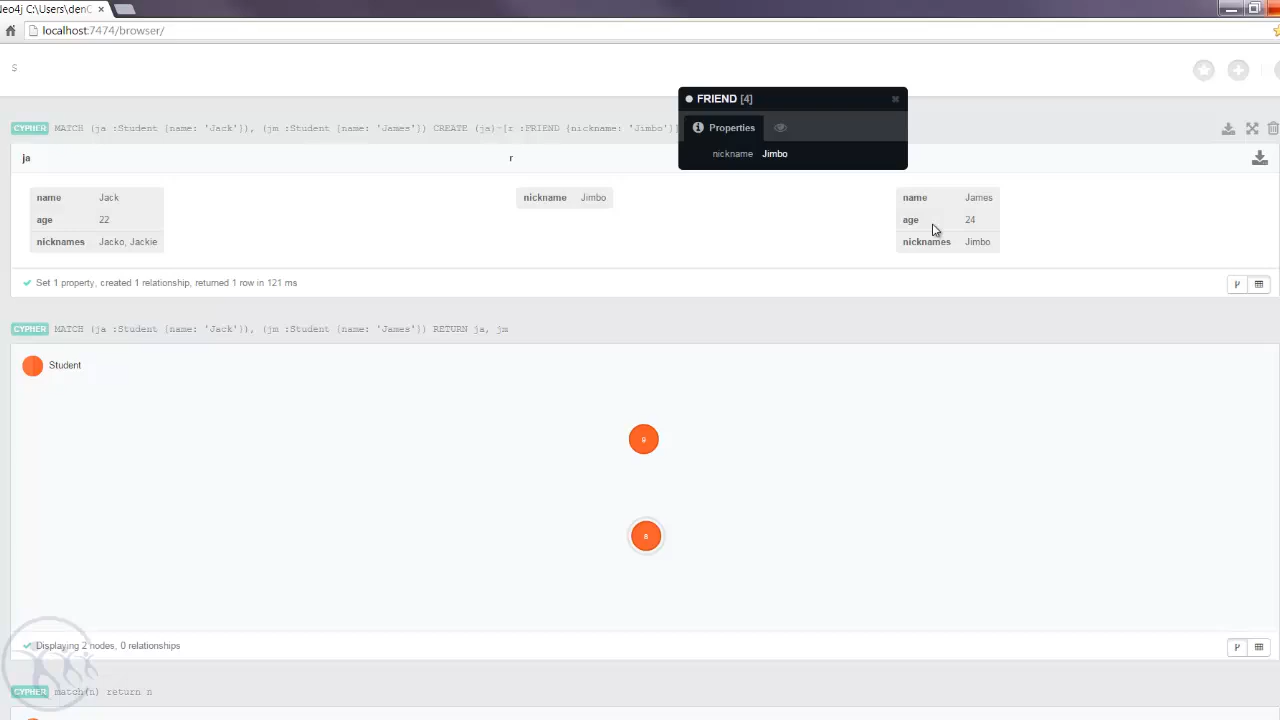 Neo4j C:\Users\denC
localhost:7474/browser/
S
FRIEND [4]
Properties
nickname Jimbo
CYPHER MATCH (ja :Student {name: 'Jack'}), (jm :Student {name: 'James'}) CREATE (ja)-[r :FRIEND {nickname: 'Jimbo'}]
ja r
name Jack
age 22
nicknames Jacko, Jackie
nickname Jimbo
name James
age 24
nicknames Jimbo
Set 1 property, created 1 relationship, returned 1 row in 121 ms
CYPHER MATCH (ja :Student {name: 'Jack'}), (jm :Student {name: 'James'}) RETURN ja, jm
Student
Displaying 2 nodes, 0 relationships
CYPHER match(n) return n